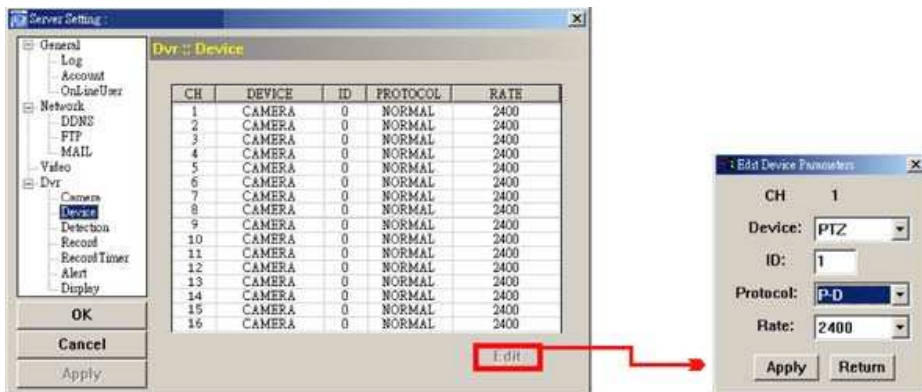 Server Setting :
General
Log
Account
OnLineUser
Network
DDNS
FTP
MAIL
Video
Dvr
Camera
Device
Detection
Record
Record Timer
Alert
Display
OK
Cancel
Apply
Dvr :: Device
CH DEVICE ID PROTOCOL RATE
1 CAMERA 0 NORMAL 2400
2 CAMERA 0 NORMAL 2400
3 CAMERA 0 NORMAL 2400
4 CAMERA 0 NORMAL 2400
5 CAMERA 0 NORMAL 2400
6 CAMERA 0 NORMAL 2400
7 CAMERA 0 NORMAL 2400
8 CAMERA 0 NORMAL 2400
9 CAMERA 0 NORMAL 2400
10 CAMERA 0 NORMAL 2400
11 CAMERA 0 NORMAL 2400
12 CAMERA 0 NORMAL 2400
13 CAMERA 0 NORMAL 2400
14 CAMERA 0 NORMAL 2400
15 CAMERA 0 NORMAL 2400
16 CAMERA 0 NORMAL 2400
Edit
Edit Device Parameters
CH 1
Device: PTZ
ID: 1
Protocol: P-D
Rate: 2400
Apply Return